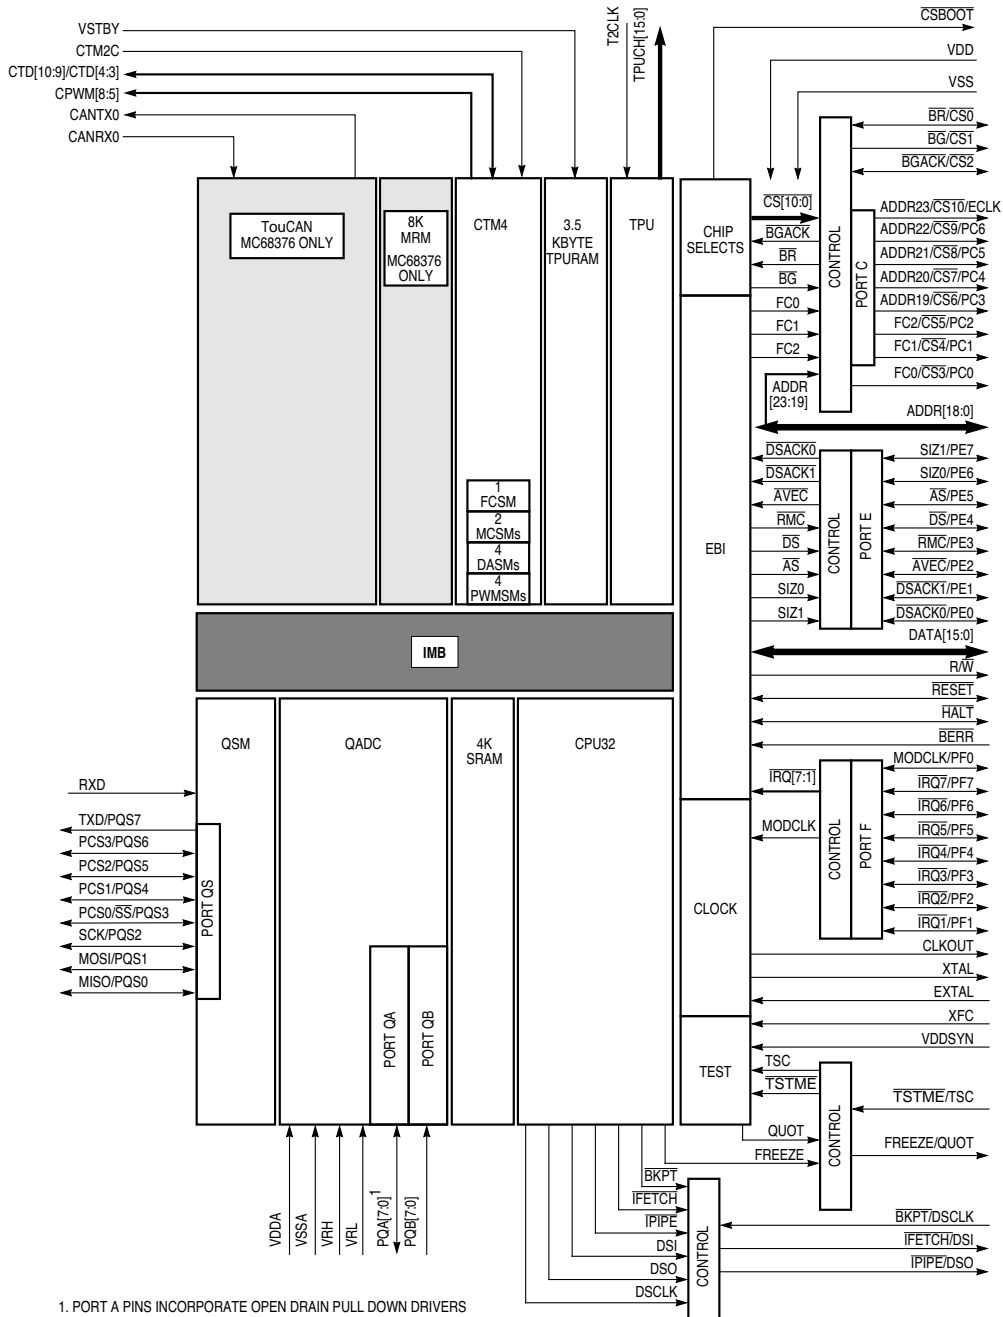 VSTBY
CTM2C
CTD[10:9]/CTD[4:3]
CPWM[8:5]
CANTX0
CANRX0
T2CLK
TPUCH[15:0]
CSBOOT
VDD
VSS
TouCAN
MC68376 ONLY
8K
MRM
MC68376
ONLY
CTM4
1
FCSM
2
MCSMs
4
DASMs
4
PWMSMs
3.5
KBYTE
TPURAM
TPU
CHIP
SELECTS
CS[10:0]
BGACK
BR
BG
FC0
FC1
FC2
ADDR
[23:19]
CONTROL
PORT C
BR/CS0
BG/CS1
BGACK/CS2
ADDR23/CS10/ECLK
ADDR22/CS9/PC6
ADDR21/CS8/PC5
ADDR20/CS7/PC4
ADDR19/CS6/PC3
FC2/CS5/PC2
FC1/CS4/PC1
FC0/CS3/PC0
ADDR[18:0]
EBI
DSACK0
DSACK1
AVEC
RMC
DS
AS
SIZ0
SIZ1
CONTROL
PORT E
SIZ1/PE7
SIZ0/PE6
AS/PE5
DS/PE4
RMC/PE3
AVEC/PE2
DSACK1/PE1
DSACK0/PE0
DATA[15:0]
R/W
RESET
HALT
BERR
IMB
QSM
QADC
4K
SRAM
CPU32
IRQ[7:1]
MODCLK
CONTROL
PORT F
MODCLK/PF0
IRQ7/PF7
IRQ6/PF6
IRQ5/PF5
IRQ4/PF4
IRQ3/PF3
IRQ2/PF2
IRQ1/PF1
CLOCK
CLKOUT
XTAL
EXTAL
XFC
VDDSYN
RXD
TXD/PQS7
PCS3/PQS6
PCS2/PQS5
PCS1/PQS4
PCS0/SS/PQS3
SCK/PQS2
MOSI/PQS1
MISO/PQS0
PORT QS
PORT QA
PORT QB
TEST
TSC
TSTME
QUOT
FREEZE
CONTROL
TSTME/TSC
FREEZE/QUOT
VDDA
VSSA
VRH
VRL
PQA[7:0]1
PQB[7:0]
BKPT
IFETCH
IPIPE
DSI
DSO
DSCLK
CONTROL
BKPT/DSCLK
IFETCH/DSI
IPIPE/DSO
1. PORT A PINS INCORPORATE OPEN DRAIN PULL DOWN DRIVERS